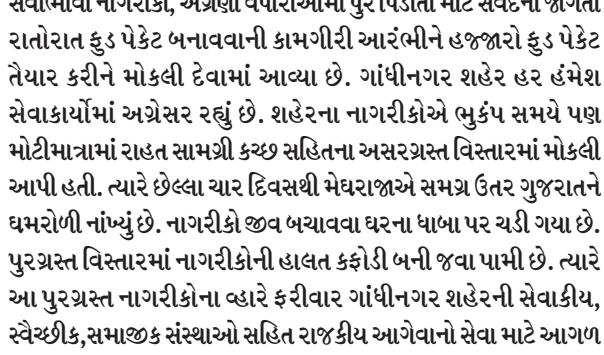 સેવાભાવી નાગરીકો, અગ્રણી વેપારીઓમાં પુર પિડીતો માટે સંવેદના જાગતા
રાતોરાત ફુડ પેકેટ બનાવવાની કામગીરી આરંભીને હજ્જારો ફુડ પેકેટ
તૈયાર કરીને મોકલી દેવામાં આવ્યા છે. ગાંધીનગર શહેર હર હંમેશ
સેવાકાર્યોમાં અગ્રેસર રહ્યું છે. શહેરના નાગરીકોએ ભુકંપ સમયે પણ
મોટીમાત્રામાં રાહત સામગ્રી કચ્છ સહિતના અસરગ્રસ્ત વિસ્તારમાં મોકલી
આપી હતી. ત્યારે છેલ્લા ચાર દિવસથી મેઘરાજાએ સમગ્ર ઉતર ગુજરાતને
ઘમરોળી નાંખ્યું છે. નાગરીકો જીવ બચાવવા ઘરના ધાબા પર ચડી ગયા છે.
પુરગ્રસ્ત વિસ્તારમાં નાગરીકોની હાલત કફોડી બની જવા પામી છે. ત્યારે
આ પુરગ્રસ્ત નાગરીકોના વ્હારે ફરીવાર ગાંધીનગર શહેરની સેવાકીય,
સ્વૈચ્છીક,સમાજીક સંસ્થાઓ સહિત રાજકીય આગેવાનો સેવા માટે આગળ